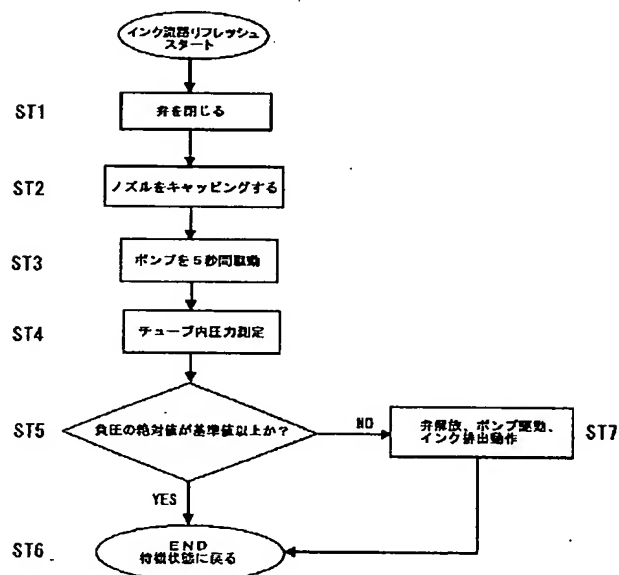 インク流路リフレッシュ
スタート
ST1
弁を閉じる
ST2
ノズルをキャッピングする
ST3
ポンプを5秒間駆動
ST4
チューブ内圧力測定
ST5
負圧の絶対値が基準値以上か?
NO
弁解放、ポンプ駆動、
インク排出動作
ST7
YES
ST6
END
待機状態に戻る